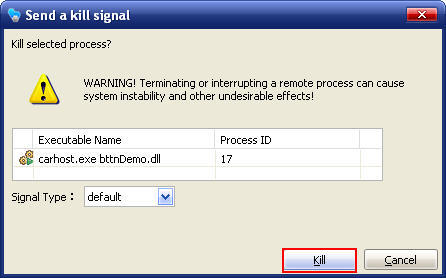 Send a kill signal
Kill selected process?
WARNING! Terminating or interrupting a remote process can cause
system instability and other undesirable effects!
Executable Name Process ID
carhost.exe bttnDemo.dll 17
Signal Type : default
Kill Cancel